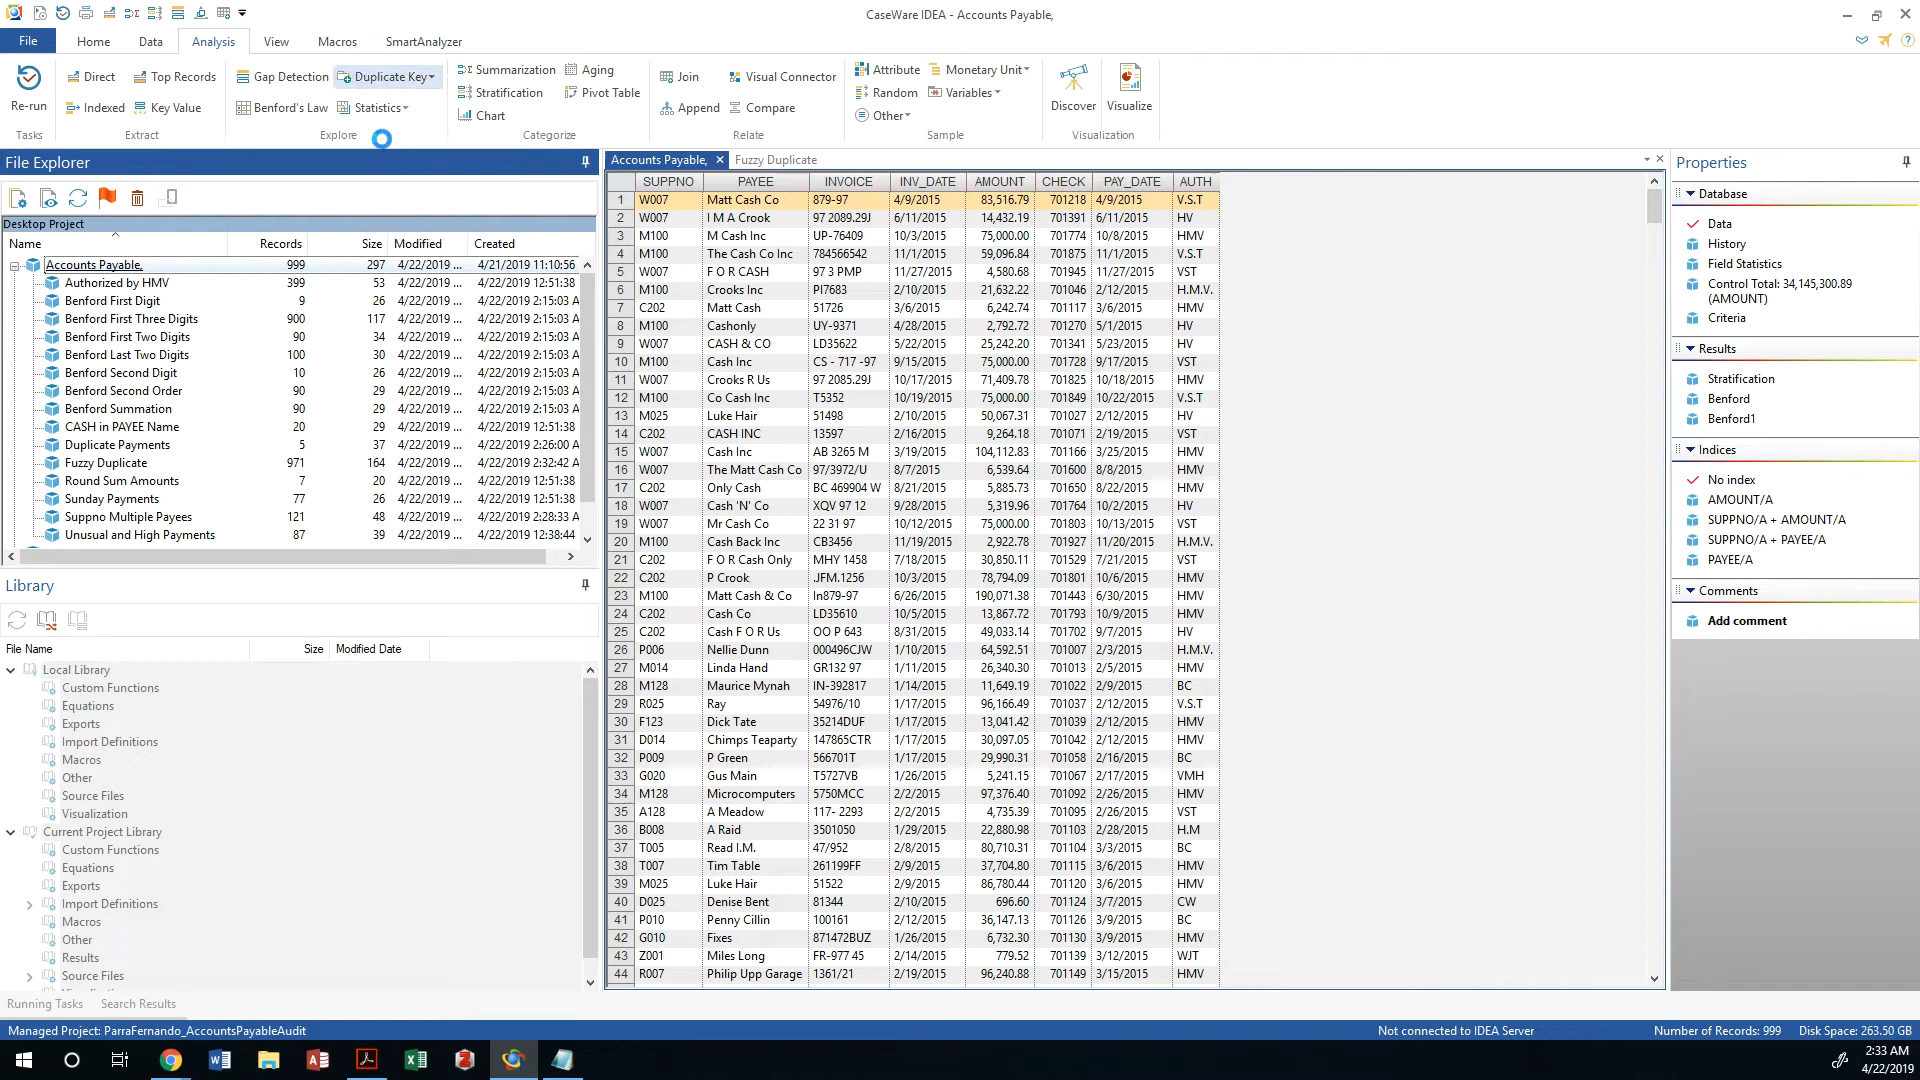 CaseWare IDEA - Accounts Payable,
File Home Data Analysis View Macros SmartAnalyzer
Re-run
Tasks
Direct Top Records
Indexed Key Value
Extract
Gap Detection Duplicate Key
Benford's Law Statistics
Explore
Summarization Aging
Stratification Pivot Table
Chart
Categorize
Join Visual Connector
Append Compare
Relate
Attribute Monetary Unit
Random Variables
Other
Sample
Discover Visualize
Visualization
File Explorer
Desktop Project
Name Records Size Modified Created
Accounts Payable, 999 297 4/22/2019 ... 4/21/2019 11:10:56
Authorized by HMV 399 53 4/22/2019 ... 4/22/2019 12:51:38
Benford First Digit 9 26 4/22/2019 ... 4/22/2019 2:15:03 A
Benford First Three Digits 900 117 4/22/2019 ... 4/22/2019 2:15:03 A
Benford First Two Digits 90 34 4/22/2019 ... 4/22/2019 2:15:03 A
Benford Last Two Digits 100 30 4/22/2019 ... 4/22/2019 2:15:03 A
Benford Second Digit 10 26 4/22/2019 ... 4/22/2019 2:15:03 A
Benford Second Order 90 29 4/22/2019 ... 4/22/2019 2:15:03 A
Benford Summation 90 29 4/22/2019 ... 4/22/2019 2:15:03 A
CASH in PAYEE Name 20 29 4/22/2019 ... 4/22/2019 12:51:38
Duplicate Payments 5 37 4/22/2019 ... 4/22/2019 2:26:00 A
Fuzzy Duplicate 971 164 4/22/2019 ... 4/22/2019 2:32:42 A
Round Sum Amounts 7 20 4/22/2019 ... 4/22/2019 12:51:38
Sunday Payments 77 26 4/22/2019 ... 4/22/2019 12:51:38
Suppno Multiple Payees 121 48 4/22/2019 ... 4/22/2019 2:28:33 A
Unusual and High Payments 87 39 4/22/2019 ... 4/22/2019 12:38:44
Library
File Name Size Modified Date
Local Library
Custom Functions
Equations
Exports
Import Definitions
Macros
Other
Source Files
Visualization
Current Project Library
Custom Functions
Equations
Exports
Import Definitions
Macros
Other
Results
Source Files
Running Tasks Search Results
Accounts Payable, Fuzzy Duplicate
SUPPNO PAYEE INVOICE INV_DATE AMOUNT CHECK PAY_DATE AUTH
1 W007 Matt Cash Co 879-97 4/9/2015 83,516.79 701218 4/9/2015 V.S.T
2 W007 I M A Crook 97 2089.29J 6/11/2015 14,432.19 701391 6/11/2015 HV
3 M100 M Cash Inc UP-76409 10/3/2015 75,000.00 701774 10/8/2015 HMV
4 M100 The Cash Co Inc 784566542 11/1/2015 59,096.84 701875 11/1/2015 V.S.T
5 W007 F O R CASH 97 3 PMP 11/27/2015 4,580.68 701945 11/27/2015 VST
6 M100 Crooks Inc PI7683 2/10/2015 21,632.22 701046 2/12/2015 H.M.V.
7 C202 Matt Cash 51726 3/6/2015 6,242.74 701117 3/6/2015 HMV
8 M100 Cashonly UY-9371 4/28/2015 2,792.72 701270 5/1/2015 HV
9 W007 CASH & CO LD35622 5/22/2015 25,242.20 701341 5/23/2015 HV
10 M100 Cash Inc CS - 717 -97 9/15/2015 75,000.00 701728 9/17/2015 VST
11 W007 Crooks R Us 97 2085.29J 10/17/2015 71,409.78 701825 10/18/2015 HMV
12 M100 Co Cash Inc T5352 10/19/2015 75,000.00 701849 10/22/2015 V.S.T
13 M025 Luke Hair 51498 2/10/2015 50,067.31 701027 2/12/2015 HV
14 C202 CASH INC 13597 2/16/2015 9,264.18 701071 2/19/2015 VST
15 W007 Cash Inc AB 3265 M 3/19/2015 104,112.83 701166 3/25/2015 HMV
16 W007 The Matt Cash Co 97/3972/U 8/7/2015 6,539.64 701600 8/8/2015 HMV
17 C202 Only Cash BC 469904 W 8/21/2015 5,885.73 701650 8/22/2015 HMV
18 W007 Cash 'N' Co XQV 97 12 9/28/2015 5,319.96 701764 10/2/2015 HV
19 W007 Mr Cash Co 22 31 97 10/12/2015 75,000.00 701803 10/13/2015 VST
20 M100 Cash Back Inc CB3456 11/19/2015 2,922.78 701927 11/20/2015 H.M.V.
21 C202 F O R Cash Only MHY 1458 7/18/2015 30,850.11 701529 7/21/2015 VST
22 C202 P Crook JFM.1256 10/3/2015 78,794.09 701801 10/6/2015 HMV
23 M100 Matt Cash & Co In879-97 6/26/2015 190,071.38 701443 6/30/2015 HMV
24 C202 Cash Co LD35610 10/5/2015 13,867.72 701793 10/9/2015 HMV
25 C202 Cash F O R Us OO P 643 8/31/2015 49,033.14 701702 9/7/2015 HV
26 P006 Nellie Dunn 000496CJW 1/10/2015 64,592.51 701007 2/3/2015 H.M.V.
27 M014 Linda Hand GR132 97 1/11/2015 26,340.30 701013 2/5/2015 HMV
28 M128 Maurice Mynah IN-392817 1/14/2015 11,649.19 701022 2/9/2015 BC
29 R025 Ray 54976/10 1/17/2015 96,166.49 701037 2/12/2015 V.S.T
30 F123 Dick Tate 35214DUF 1/17/2015 13,041.42 701039 2/12/2015 HMV
31 D014 Chimps Teaparty 147865CTR 1/17/2015 30,097.05 701042 2/12/2015 HMV
32 P009 P Green 566701T 1/17/2015 29,990.31 701058 2/16/2015 BC
33 G020 Gus Main T5727VB 1/26/2015 5,241.15 701067 2/17/2015 VMH
34 M128 Microcomputers 5750MCC 2/2/2015 97,376.40 701092 2/26/2015 HMV
35 A128 A Meadow 117- 2293 2/2/2015 4,735.39 701095 2/26/2015 VST
36 B008 A Raid 3501050 1/29/2015 22,880.98 701103 2/28/2015 H.M
37 T005 Read I.M. 47/952 2/8/2015 80,710.31 701104 3/3/2015 BC
38 T007 Tim Table 261199FF 2/9/2015 37,704.80 701115 3/6/2015 HMV
39 M025 Luke Hair 51522 2/9/2015 86,780.44 701120 3/6/2015 HMV
40 D025 Denise Bent 81344 2/10/2015 696.60 701124 3/7/2015 CW
41 P010 Penny Cillin 100161 2/12/2015 36,147.13 701126 3/9/2015 BC
42 G010 Fixes 871472BUZ 1/26/2015 6,732.30 701130 3/9/2015 HMV
43 Z001 Miles Long FR-977 45 2/14/2015 779.52 701139 3/12/2015 WJT
44 R007 Philip Upp Garage 1361/21 2/19/2015 96,240.88 701149 3/15/2015 HMV
Properties
Database
Data
History
Field Statistics
Control Total: 34,145,300.89
(AMOUNT)
Criteria
Results
Stratification
Benford
Benford1
Indices
No index
AMOUNT/A
SUPPNO/A + AMOUNT/A
SUPPNO/A + PAYEE/A
PAYEE/A
Comments
Add comment
Managed Project: ParraFernando_AccountsPayableAudit Not connected to IDEA Server Number of Records: 999 Disk Space: 263.50 GB
2:33 AM
4/22/2019